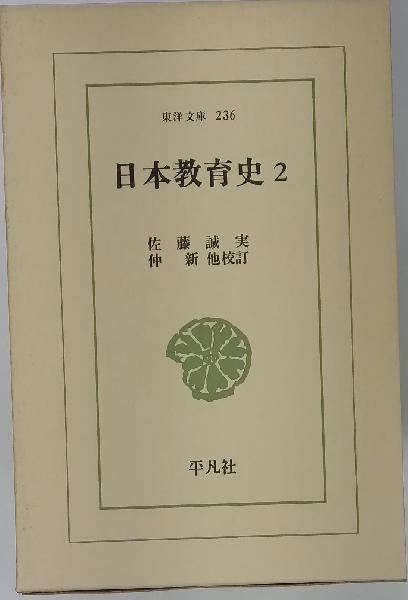 東洋文庫 236
日本教育史 2
佐藤誠実
仲 新 他校訂
平凡社